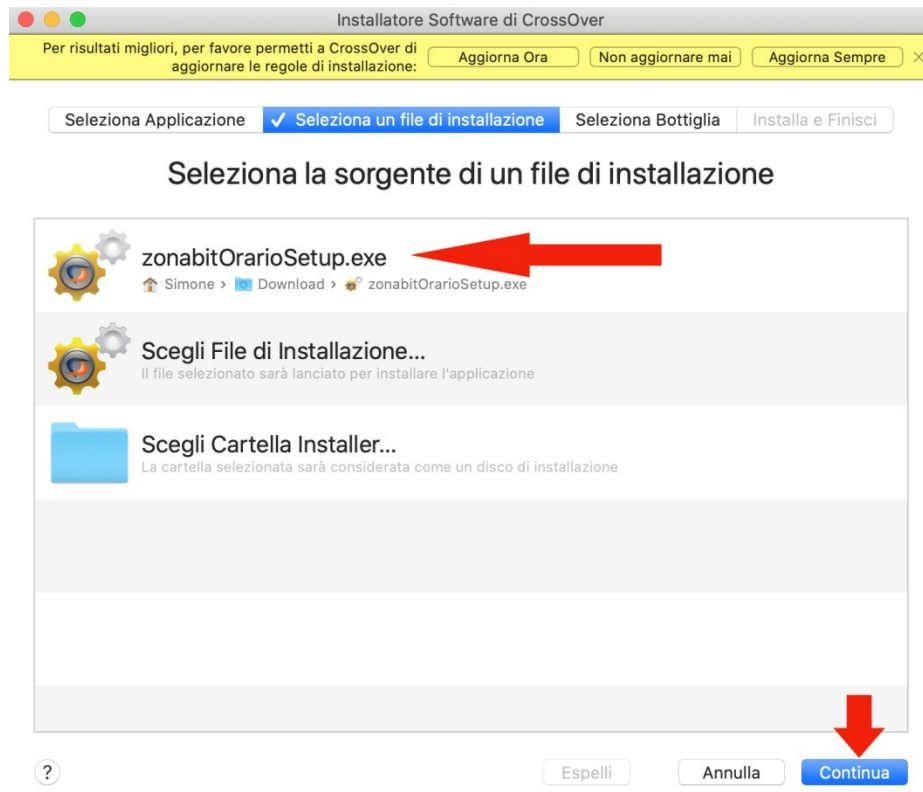 Installatore Software di CrossOver
Per risultati migliori, per favore permetti a CrossOver di
aggiornare le regole di installazione:
Aggiorna Ora
Non aggiornare mai
Aggiorna Sempre
Seleziona Applicazione
Seleziona un file di installazione
Seleziona Bottiglia
Installa e Finisci
Seleziona la sorgente di un file di installazione
zonabitOrarioSetup.exe
Simone › Download › zonabitOrarioSetup.exe
Scegli File di Installazione...
Il file selezionato sarà lanciato per installare l'applicazione
Scegli Cartella Installer...
La cartella selezionata sarà considerata come un disco di installazione
?
Espelli
Annulla
Continua